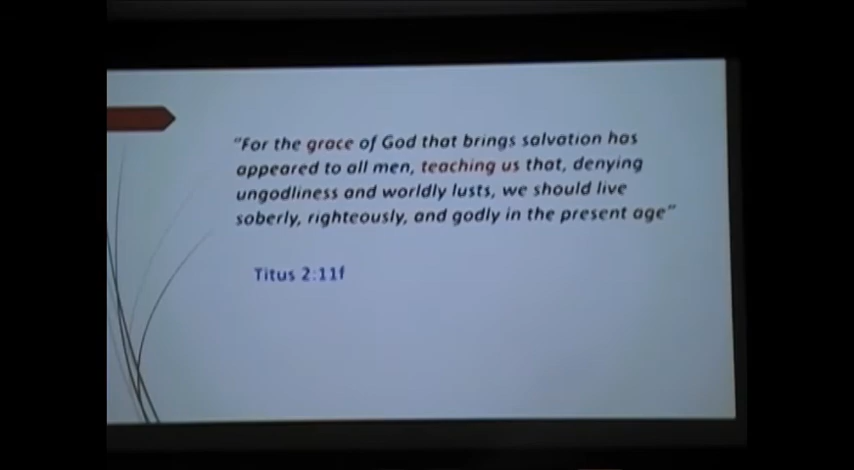 "For the grace of God that brings salvation has
appeared to all men, teaching us that, denying
ungodliness and worldly lusts, we should live
soberly, righteously, and godly in the present age"
Titus 2:11f